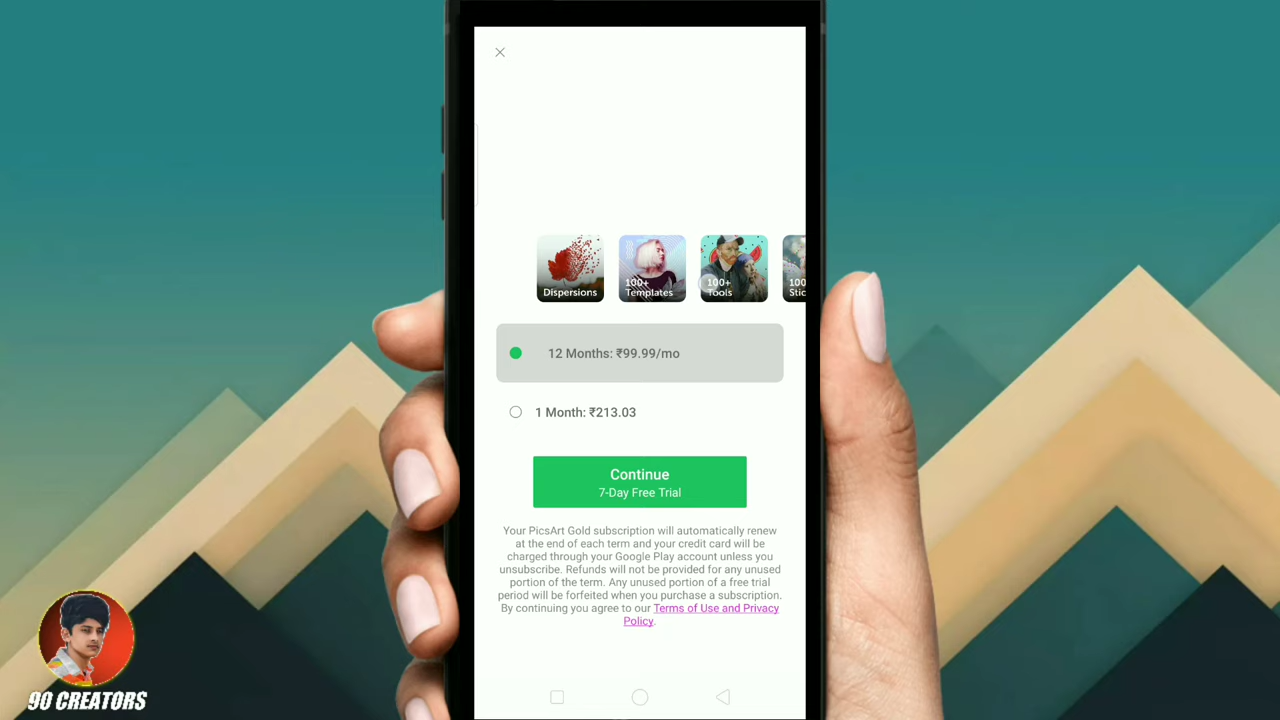 Dispersions
100+
Templates
100+
Tools
100
Stic
12 Months: ₹99.99/mo
1 Month: ₹213.03
Continue
7-Day Free Trial
Your PicsArt Gold subscription will automatically renew
at the end of each term and your credit card will be
charged through your Google Play account unless you
unsubscribe. Refunds will not be provided for any unused
portion of the term. Any unused portion of a free trial
period will be forfeited when you purchase a subscription.
By continuing you agree to our Terms of Use and Privacy
Policy.
90 CREATORS